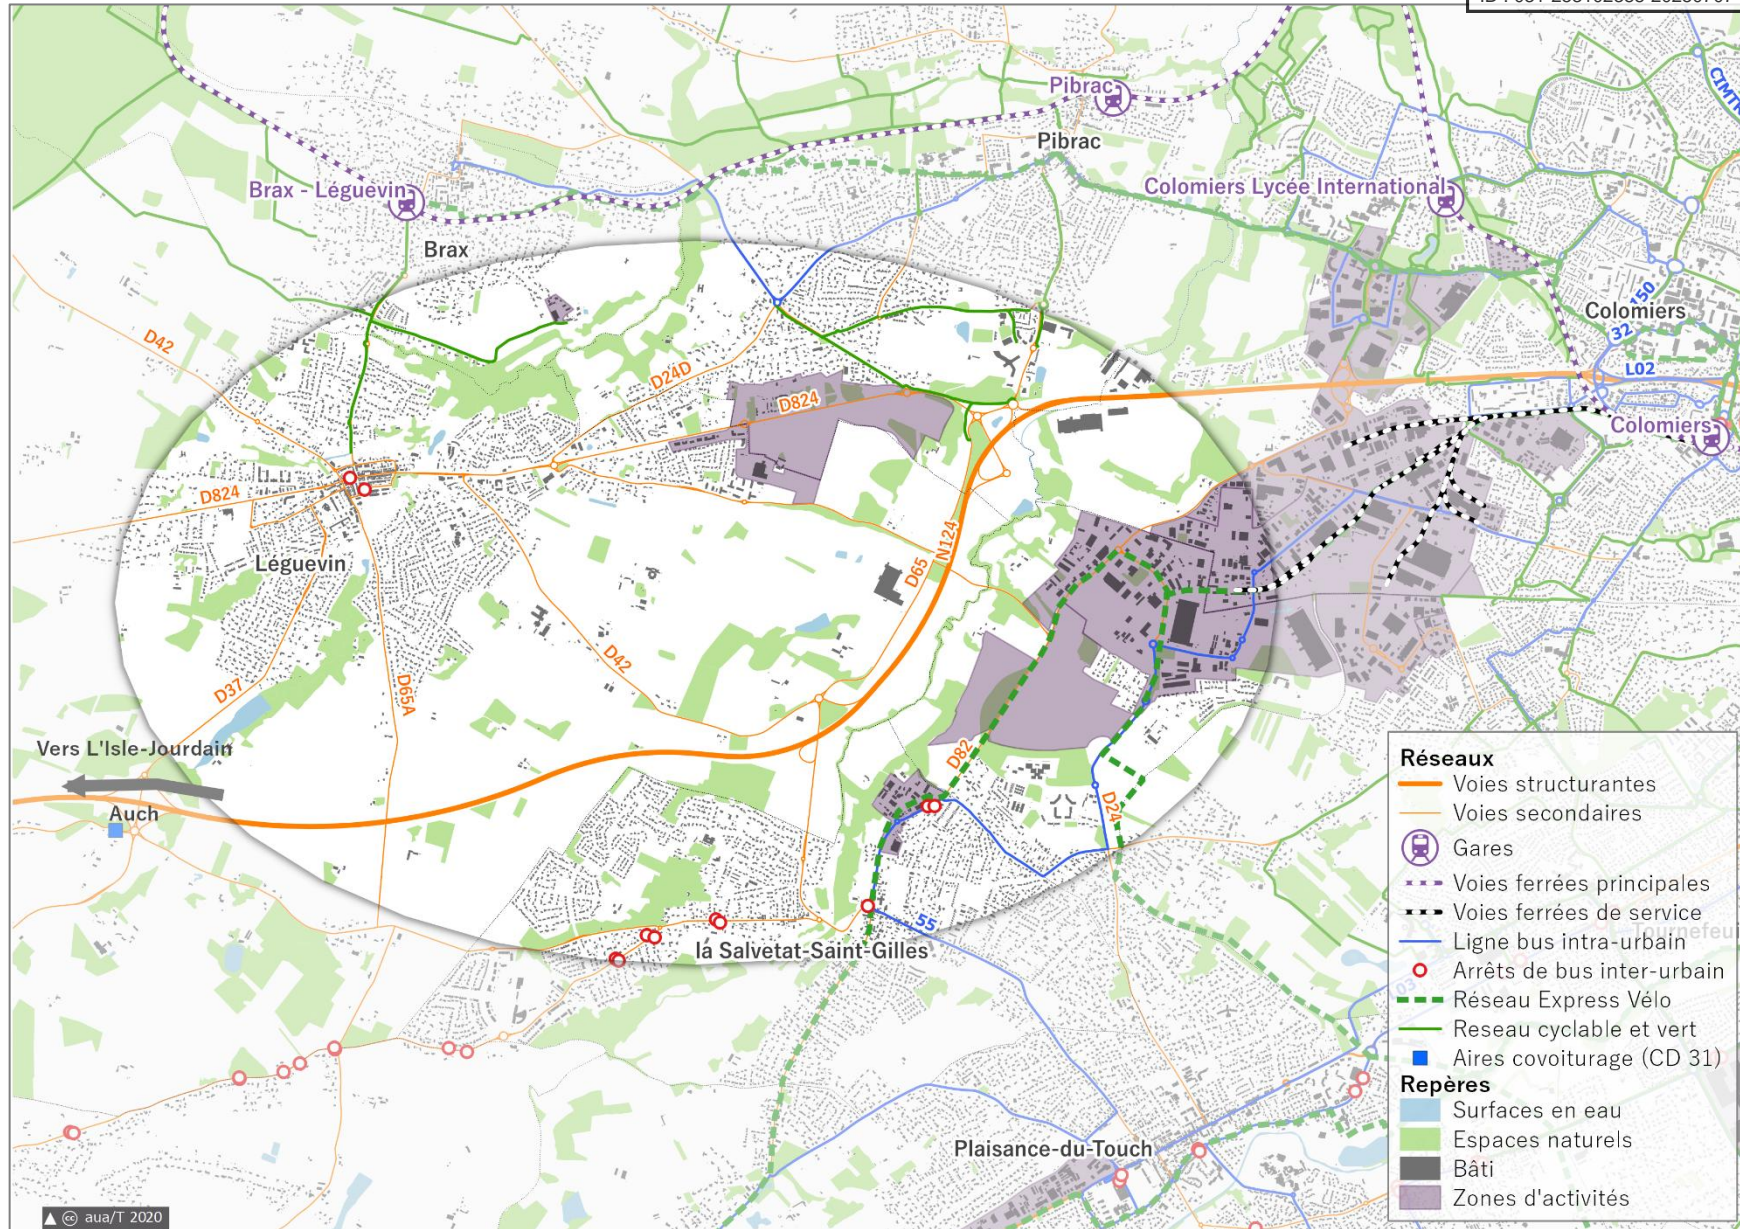 Pibrac
Pibrac
CIMTR
Brax - Léguevin
Colomiers Lycée International
Brax
D42
150
Colomiers
32
L02
D24D
D824
Colomiers
D824
N124
D65
Léguevin
D42
D37
D65A
Vers L'Isle-Jourdain
Auch
D82
D24
55
la Salvetat-Saint-Gilles
Plaisance-du-Touch
Réseaux
Voies structurantes
Voies secondaires
Gares
Voies ferrées principales
Voies ferrées de service
Ligne bus intra-urbain
Arrêts de bus inter-urbain
Réseau Express Vélo
Reseau cyclable et vert
Aires covoiturage (CD 31)
Repères
Surfaces en eau
Espaces naturels
Bâti
Zones d'activités
aua/T 2020